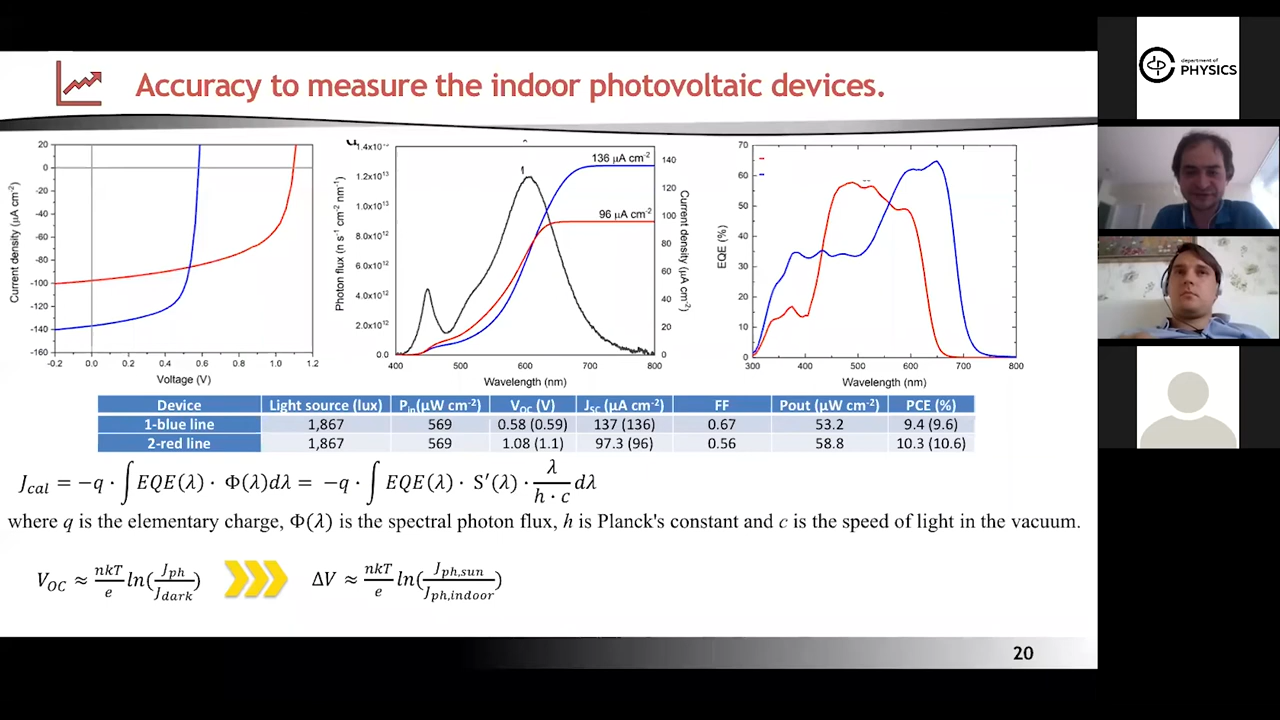 Accuracy to measure the indoor photovoltaic devices.
department of
PHYSICS
20
0
-20
-40
-60
-80
-100
-120
-140
-160
-0.2 0.0 0.2 0.4 0.6 0.8 1.0 1.2
Voltage (V)
Current density (μA cm-2)
1.4x10¹³
1.2x10¹³
1.0x10¹³
8.0x10¹²
6.0x10¹²
4.0x10¹²
2.0x10¹²
0.0
400 500 600 700 800
Wavelength (nm)
Photon flux (n s-1 cm-2 nm-1)
136 μA cm-2
96 μA cm-2
140
120
100
80
60
40
20
0
Current density (μA cm-2)
70
60
50
40
30
20
10
0
300 400 500 600 700 800
Wavelength (nm)
EQE (%)
Device Light source (lux) Pin(μW cm-2) VOC (V) JSC (μA cm-2) FF Pout (μW cm-2) PCE (%)
1-blue line 1,867 569 0.58 (0.59) 137 (136) 0.67 53.2 9.4 (9.6)
2-red line 1,867 569 1.08 (1.1) 97.3 (96) 0.56 58.8 10.3 (10.6)
Jcal = −q · ∫ EQE(λ) · Φ(λ)dλ = −q · ∫ EQE(λ) · S′(λ) · λ/(h · c) dλ
where q is the elementary charge, Φ(λ) is the spectral photon flux, h is Planck's constant and c is the speed of light in the vacuum.
VOC ≈ nkT/e ln(Jph/Jdark) ΔV ≈ nkT/e ln(Jph,sun/Jph,indoor)
20